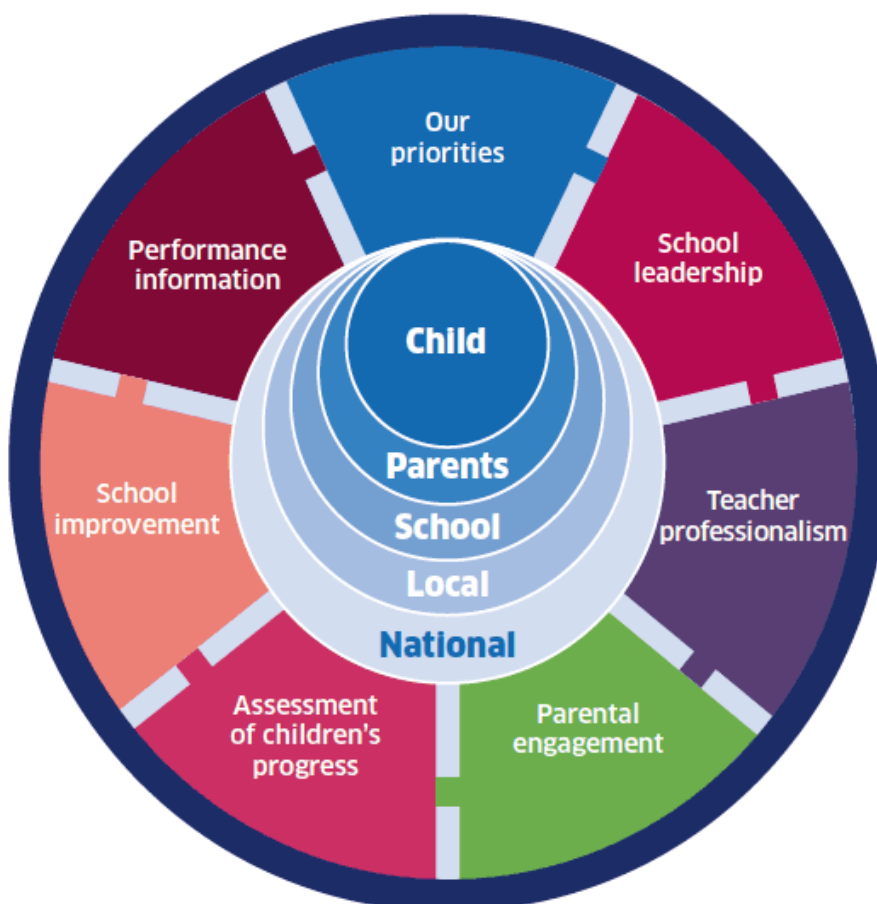 Our
priorities
School
leadership
Teacher
professionalism
Parental
engagement
Assessment
of children's
progress
School
improvement
Performance
information
Child
Parents
School
Local
National